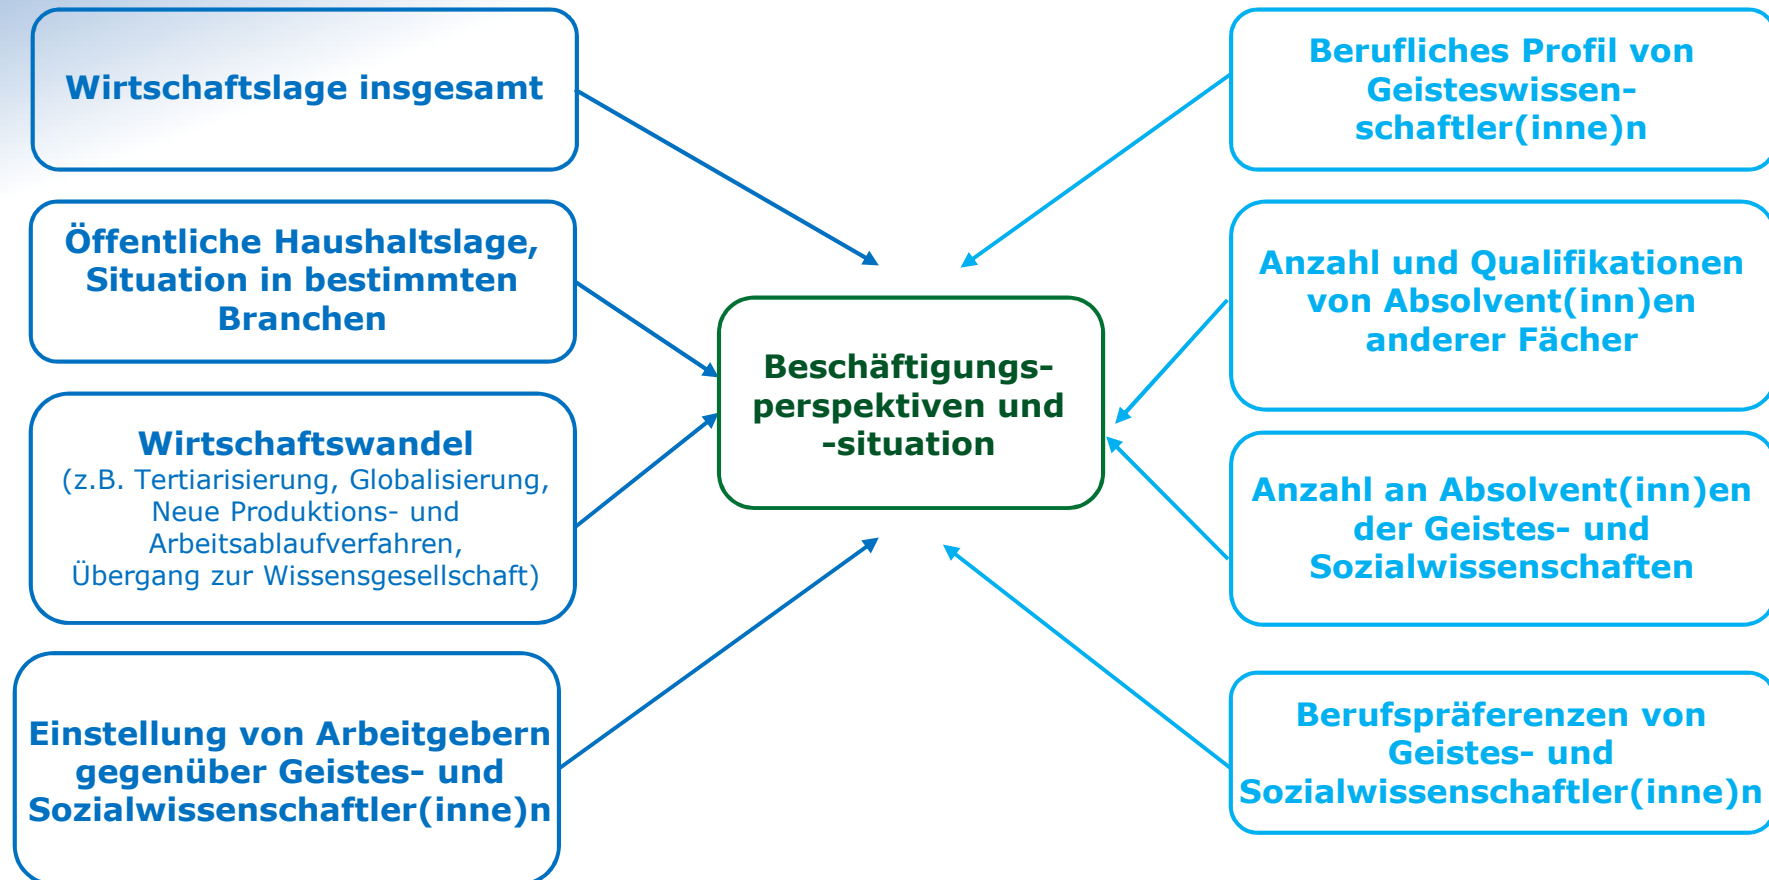 Wirtschaftslage insgesamt
Öffentliche Haushaltslage,
Situation in bestimmten
Branchen
Wirtschaftswandel
(z.B. Tertiarisierung, Globalisierung,
Neue Produktions- und
Arbeitsablaufverfahren,
Übergang zur Wissensgesellschaft)
Einstellung von Arbeitgebern
gegenüber Geistes- und
Sozialwissenschaftler(inne)n
Beschäftigungs-
perspektiven und
-situation
Berufliches Profil von
Geisteswissen-
schaftler(inne)n
Anzahl und Qualifikationen
von Absolvent(inn)en
anderer Fächer
Anzahl an Absolvent(inn)en
der Geistes- und
Sozialwissenschaften
Berufspräferenzen von
Geistes- und
Sozialwissenschaftler(inne)n